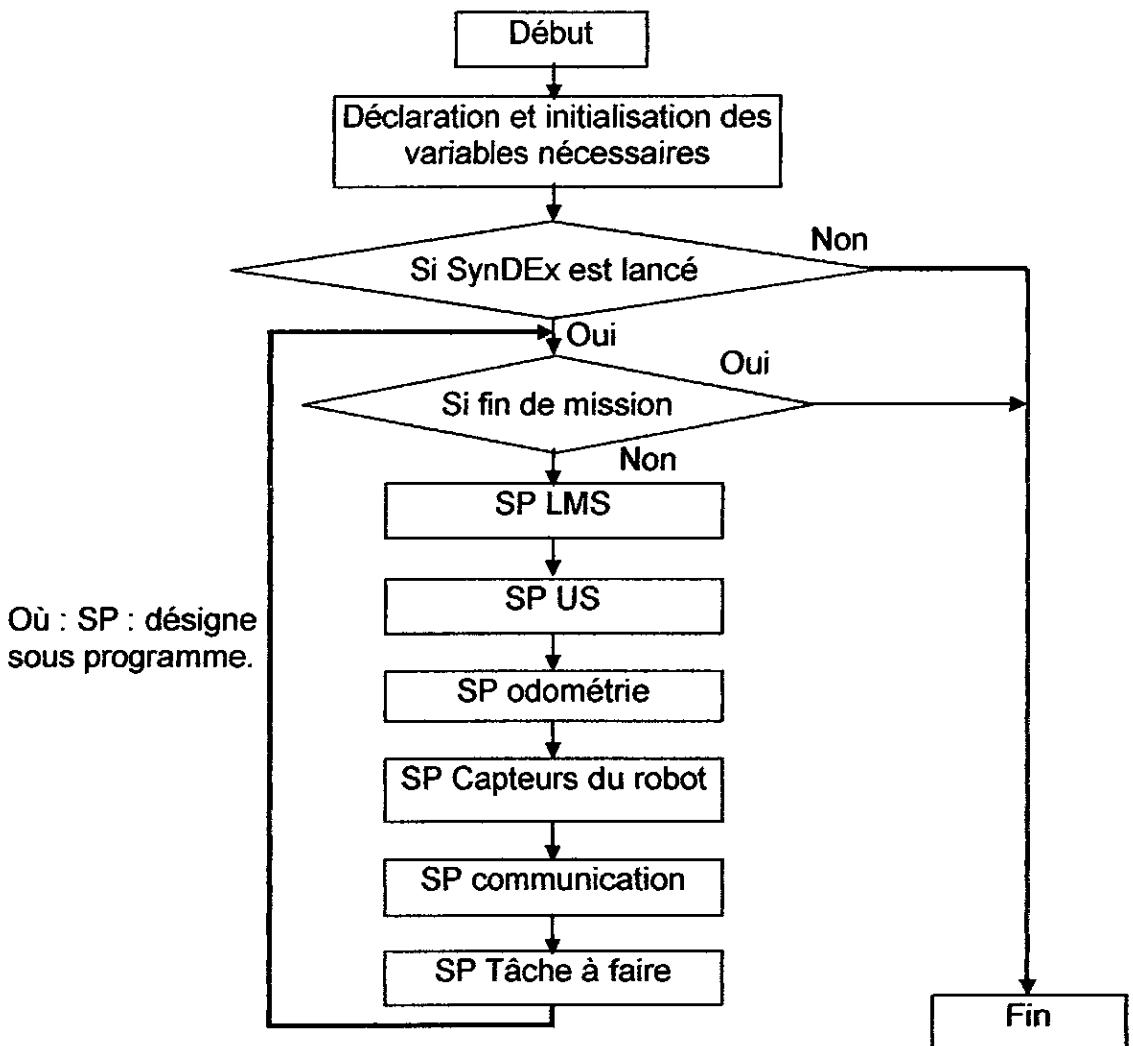 Début
Déclaration et initialisation des
variables nécessaires
Non
Si SynDEx est lancé
Oui
Oui
Si fin de mission
Non
SP LMS
SP US
Où : SP : désigne
sous programme.
SP odométrie
SP Capteurs du robot
SP communication
SP Tâche à faire
Fin